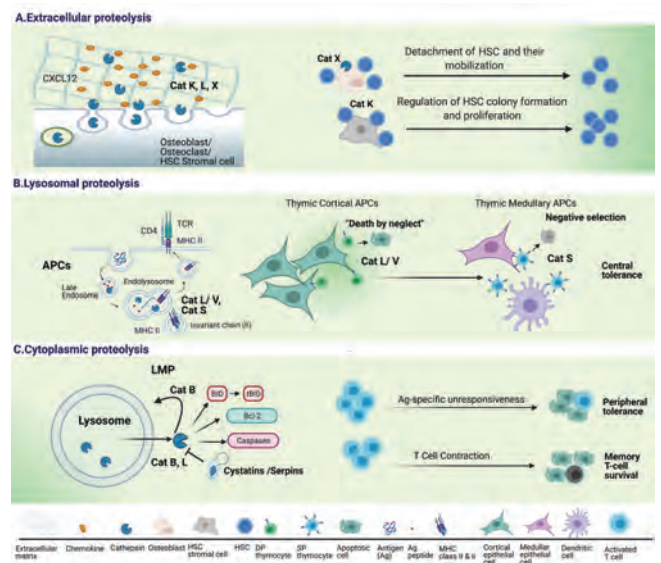 A.Extracellular proteolysis
CXCL12
Cat K, L, X
Osteoblast/
Osteoclast/
HSC Stromal cell
Cat X
Detachment of HSC and their
mobilization
Cat K
Regulation of HSC colony formation
and proliferation
B.Lysosomal proteolysis
CD4
TCR
MHC II
APCs
Late
Endosome
Endolysosome
Cat L/ V,
Cat S
MHC II
Invariant chain (Ii)
Thymic Cortical APCs
"Death by neglect"
Cat L/ V
Thymic Medullary APCs
Negative selection
Cat S
Central
tolerance
C.Cytoplasmic proteolysis
LMP
Cat B
Lysosome
Cat B, L
BID
tBID
Bcl-2
Caspases
Cystatins /Serpins
Ag-specific unresponsiveness
Peripheral
tolerance
T Cell Contraction
Memory
T-cell
survival
Extracellular
matrix
Chemokine
Cathepsin
Osteoblast
HSC
stromal cell
HSC
DP
thymocyte
SP
thymocyte
Apoptotic
cell
Antigen
(Ag)
Ag
peptide
MHC
class II & II
Cortical
epithelial
cell
Medullary
epithelial
cell
Dendritic
cell
Activated
T cell